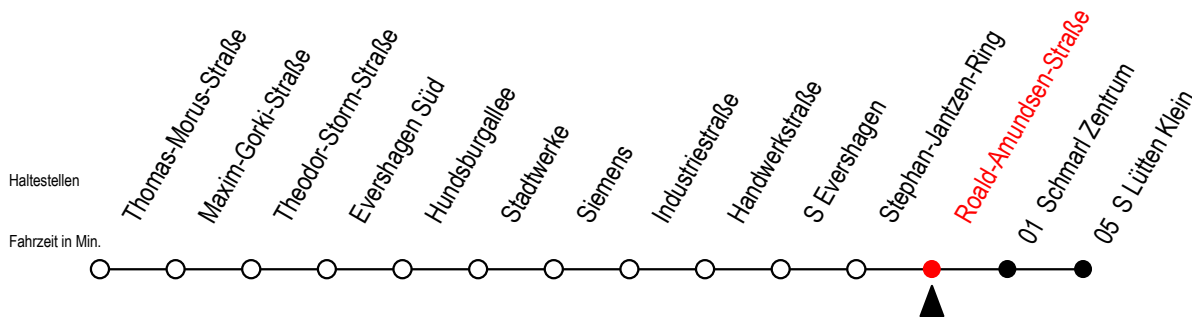 Haltestellen
Fahrzeit in Min.
Thomas-Morus-Straße
Maxim-Gorki-Straße
Theodor-Storm-Straße
Evershagen Süd
Hundsburgallee
Stadtwerke
Siemens
Industriestraße
Handwerkstraße
S Evershagen
Stephan-Jantzen-Ring
Roald-Amundsen-Straße
01 Schmarl Zentrum
05 S Lütten Klein